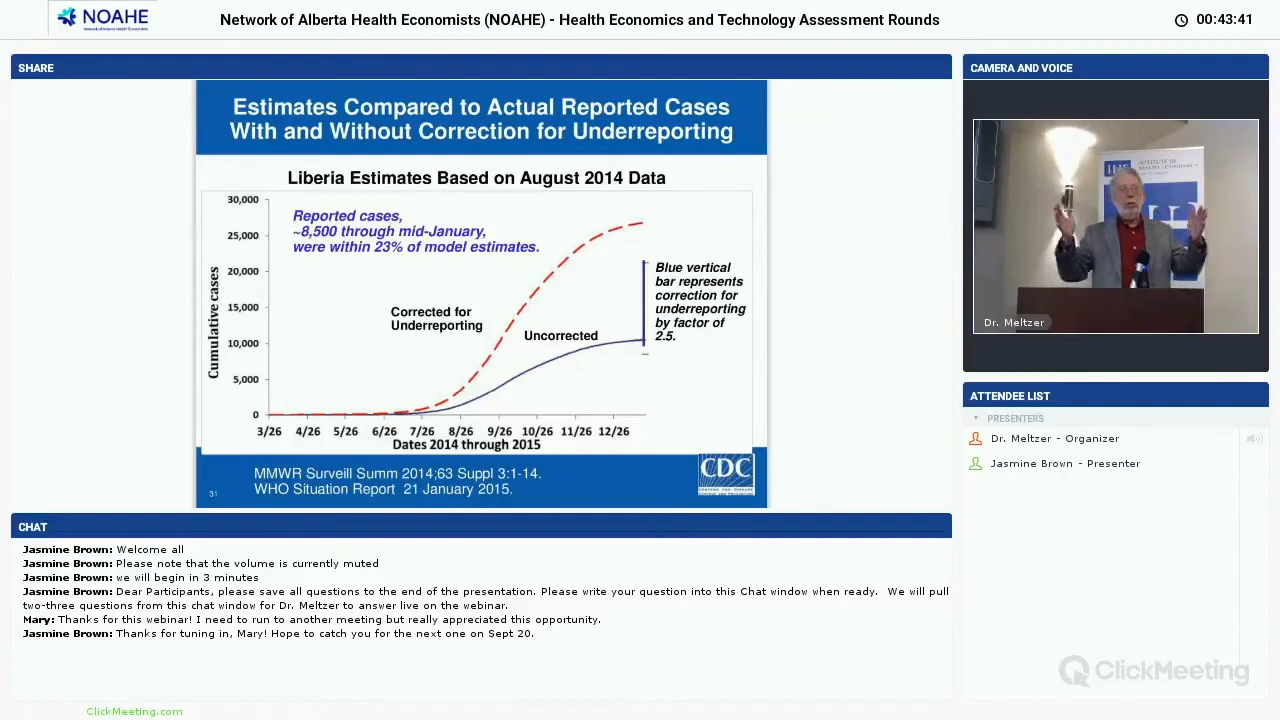 NOAHE
Network of Alberta Health Economists
Network of Alberta Health Economists (NOAHE) - Health Economics and Technology Assessment Rounds
00:43:41
SHARE
Estimates Compared to Actual Reported Cases
With and Without Correction for Underreporting
Liberia Estimates Based on August 2014 Data
30,000
25,000
20,000
15,000
10,000
5,000
0
Cumulative cases
Reported cases,
~8,500 through mid-January,
were within 23% of model estimates.
Corrected for
Underreporting
Uncorrected
Blue vertical
bar represents
correction for
underreporting
by factor of
2.5.
3/26 4/26 5/26 6/26 7/26 8/26 9/26 10/26 11/26 12/26
Dates 2014 through 2015
MMWR Surveill Summ 2014;63 Suppl 3:1-14.
WHO Situation Report 21 January 2015.
31
CDC
CAMERA AND VOICE
IHE
INSTITUTE OF
HEALTH ECONOMICS
Dr. Meltzer
ATTENDEE LIST
PRESENTERS
Dr. Meltzer - Organizer
Jasmine Brown - Presenter
CHAT
Jasmine Brown: Welcome all
Jasmine Brown: Please note that the volume is currently muted
Jasmine Brown: we will begin in 3 minutes
Jasmine Brown: Dear Participants, please save all questions to the end of the presentation. Please write your question into this Chat window when ready. We will pull
two-three questions from this chat window for Dr. Meltzer to answer live on the webinar.
Mary: Thanks for this webinar! I need to run to another meeting but really appreciated this opportunity.
Jasmine Brown: Thanks for tuning in, Mary! Hope to catch you for the next one on Sept 20.
ClickMeeting
ClickMeeting.com